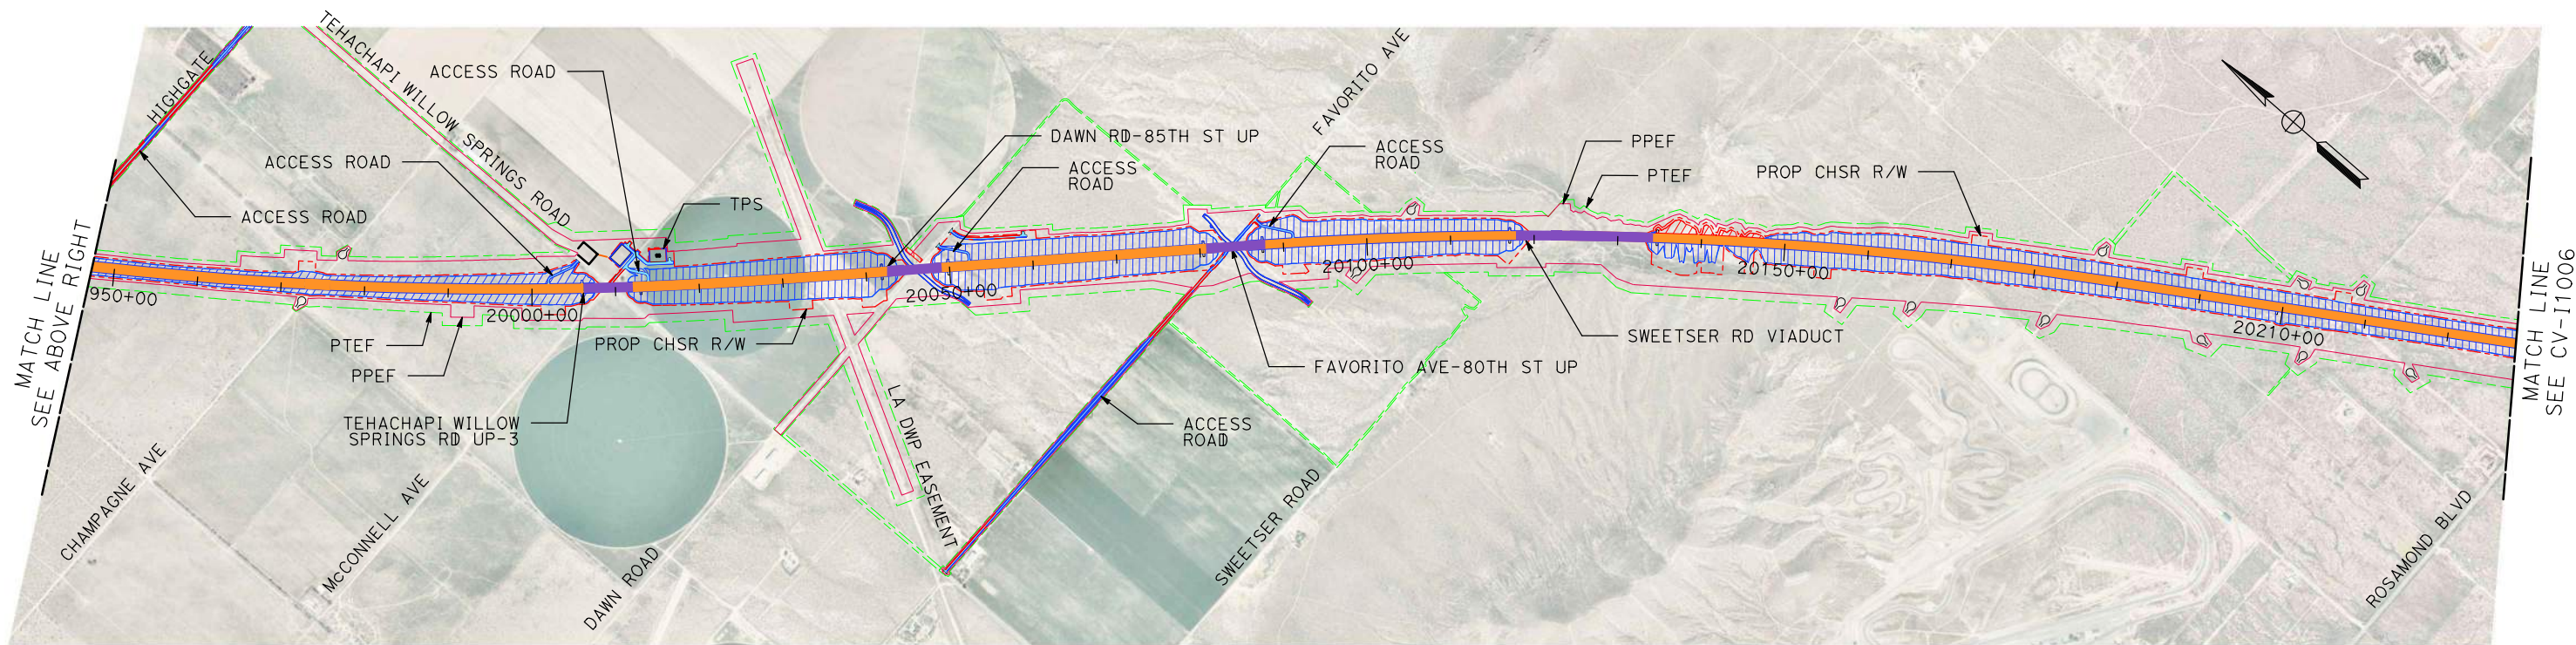 TEHACHAPI WILLOW SPRINGS ROAD
HIGHGATE
ACCESS ROAD
ACCESS ROAD
ACCESS ROAD
MATCH LINE
SEE ABOVE RIGHT
950+00
20000+00
PTEF
PPEF
TEHACHAPI WILLOW
SPRINGS RD UP-3
CHAMPAGNE AVE
McCONNELL AVE
DAWN ROAD
TPS
PROP CHSR R/W
DAWN RD-85TH ST UP
ACCESS
ROAD
20050+00
LA DWP EASEMENT
FAVORITO AVE
ACCESS
ROAD
20100+00
FAVORITO AVE-80TH ST UP
ACCESS
ROAD
SWEETSER ROAD
PPEF
PTEF
SWEETSER RD VIADUCT
20150+00
PROP CHSR R/W
20210+00
ROSAMOND BLVD
MATCH LINE
SEE CV-I1006